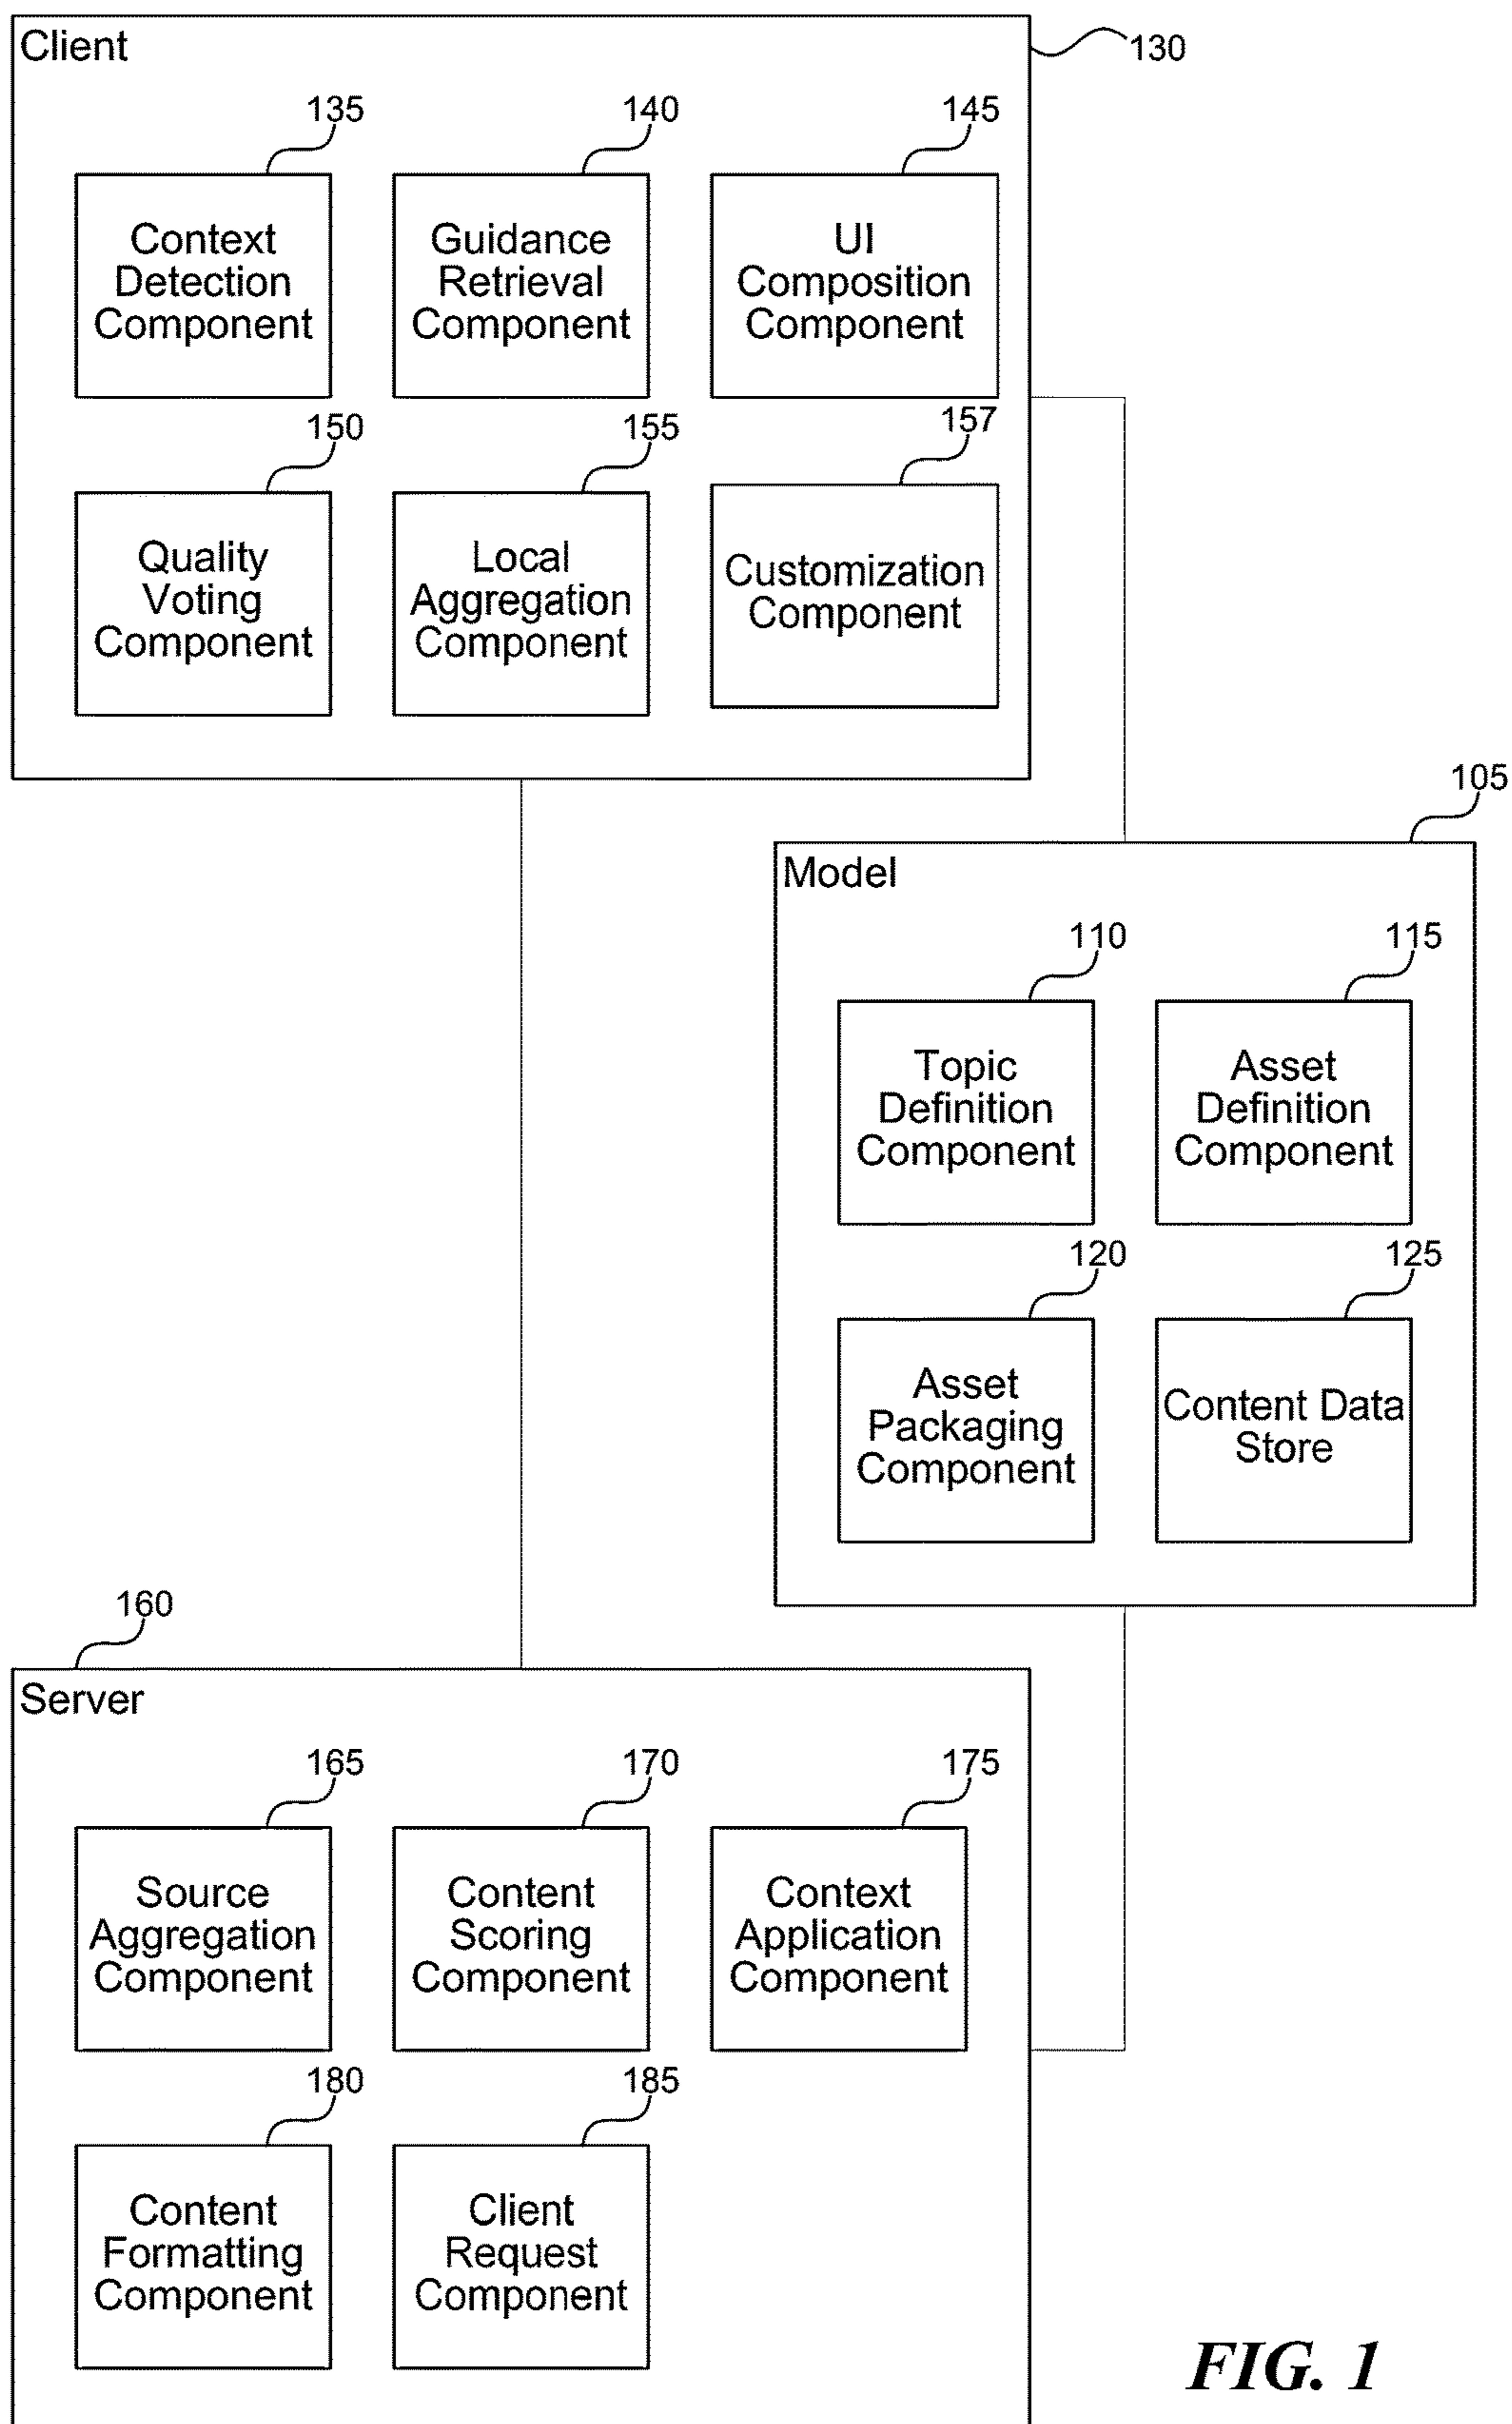 Client
130
135
140
145
Context
Detection
Component
Guidance
Retrieval
Component
UI
Composition
Component
150
155
157
Quality
Voting
Component
Local
Aggregation
Component
Customization
Component
105
Model
110
115
Topic
Definition
Component
Asset
Definition
Component
120
125
Asset
Packaging
Component
Content Data
Store
160
Server
165
170
175
Source
Aggregation
Component
Content
Scoring
Component
Context
Application
Component
180
185
Content
Formatting
Component
Client
Request
Component
FIG. 1